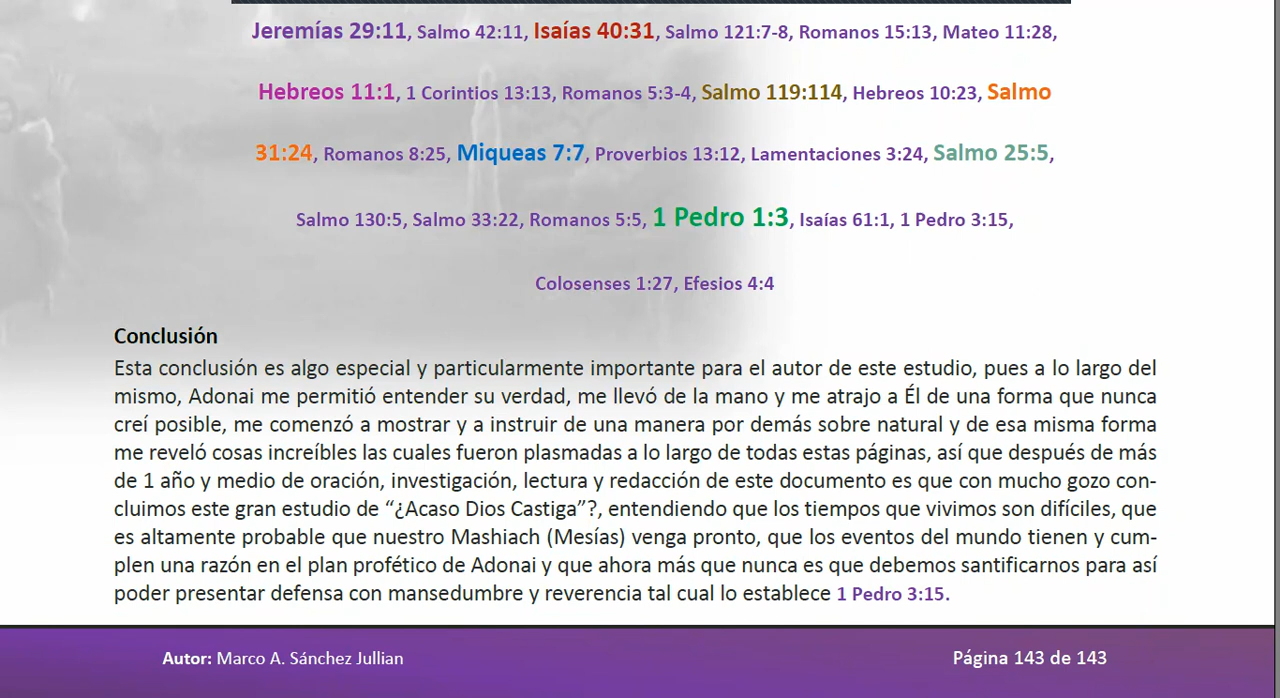 Jeremías 29:11, Salmo 42:11, Isaías 40:31, Salmo 121:7-8, Romanos 15:13, Mateo 11:28,
Hebreos 11:1, 1 Corintios 13:13, Romanos 5:3-4, Salmo 119:114, Hebreos 10:23, Salmo
31:24, Romanos 8:25, Miqueas 7:7, Proverbios 13:12, Lamentaciones 3:24, Salmo 25:5,
Salmo 130:5, Salmo 33:22, Romanos 5:5, 1 Pedro 1:3, Isaías 61:1, 1 Pedro 3:15,
Colosenses 1:27, Efesios 4:4
Conclusión
Esta conclusión es algo especial y particularmente importante para el autor de este estudio, pues a lo largo del
mismo, Adonai me permitió entender su verdad, me llevó de la mano y me atrajo a Él de una forma que nunca
creí posible, me comenzó a mostrar y a instruir de una manera por demás sobre natural y de esa misma forma
me reveló cosas increíbles las cuales fueron plasmadas a lo largo de todas estas páginas, así que después de más
de 1 año y medio de oración, investigación, lectura y redacción de este documento es que con mucho gozo con-
cluimos este gran estudio de “¿Acaso Dios Castiga”?, entendiendo que los tiempos que vivimos son difíciles, que
es altamente probable que nuestro Mashiach (Mesías) venga pronto, que los eventos del mundo tienen y cum-
plen una razón en el plan profético de Adonai y que ahora más que nunca es que debemos santificarnos para así
poder presentar defensa con mansedumbre y reverencia tal cual lo establece 1 Pedro 3:15.
Autor: Marco A. Sánchez Jullian
Página 143 de 143